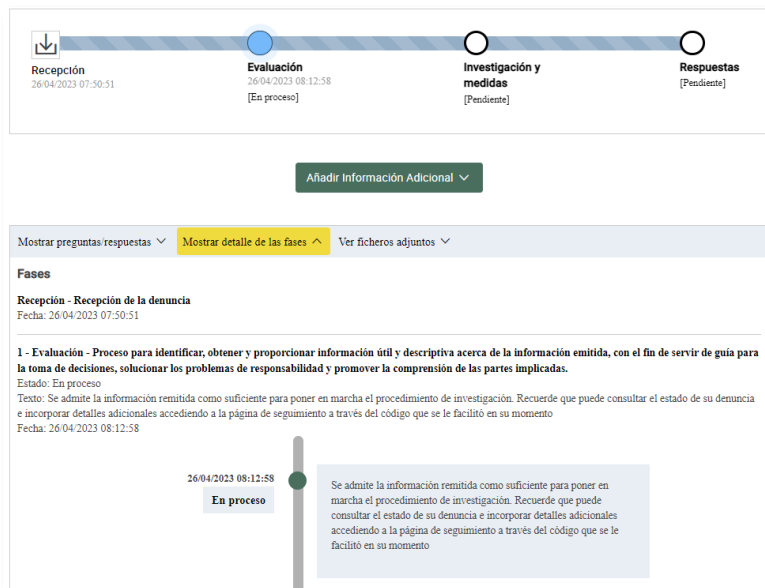 Recepción
26/04/2023 07:50:51
Evaluación
26/04/2023 08:12:58
[En proceso]
Investigación y
medidas
[Pendiente]
Respuestas
[Pendiente]
Añadir Información Adicional
Mostrar preguntas/respuestas
Mostrar detalle de las fases
Ver ficheros adjuntos
Fases
Recepción - Recepción de la denuncia
Fecha: 26/04/2023 07:50:51
1 - Evaluación - Proceso para identificar, obtener y proporcionar información útil y descriptiva acerca de la información emitida, con el fin de servir de guía para
la toma de decisiones, solucionar los problemas de responsabilidad y promover la comprensión de las partes implicadas.
Estado: En proceso
Texto: Se admite la información remitida como suficiente para poner en marcha el procedimiento de investigación. Recuerde que puede consultar el estado de su denuncia
e incorporar detalles adicionales accediendo a la página de seguimiento a través del código que se le facilitó en su momento
Fecha: 26/04/2023 08:12:58
26/04/2023 08:12:58
En proceso
Se admite la información remitida como suficiente para poner en
marcha el procedimiento de investigación. Recuerde que puede
consultar el estado de su denuncia e incorporar detalles adicionales
accediendo a la página de seguimiento a través del código que se le
facilitó en su momento